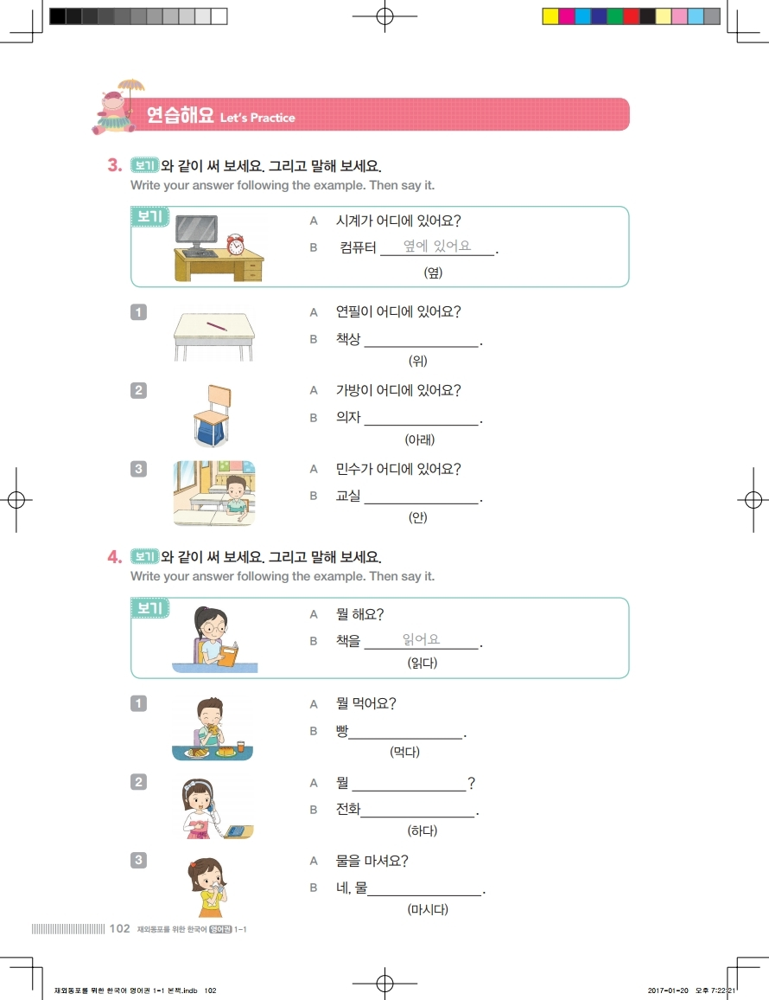 연습해요 Let's Practice
3. 보기 와 같이 써 보세요. 그리고 말해 보세요.
Write your answer following the example. Then say it.
보기
A 시계가 어디에 있어요?
B 컴퓨터 옆에 있어요.
(옆)
1
A 연필이 어디에 있어요?
B 책상 ______________.
(위)
2
A 가방이 어디에 있어요?
B 의자 ______________.
(아래)
3
A 민수가 어디에 있어요?
B 교실 ______________.
(안)
4. 보기 와 같이 써 보세요. 그리고 말해 보세요.
Write your answer following the example. Then say it.
보기
A 뭘 해요?
B 책을 읽어요.
(읽다)
1
A 뭘 먹어요?
B 빵______________.
(먹다)
2
A 뭘 ______________?
B 전화______________.
(하다)
3
A 물을 마셔요?
B 네, 물______________.
(마시다)
102 재외동포를 위한 한국어 영어권 1-1
재외동포를 위한 한국어 영어권 1-1 본책.indb 102
2017-01-20 오후 7:22:21